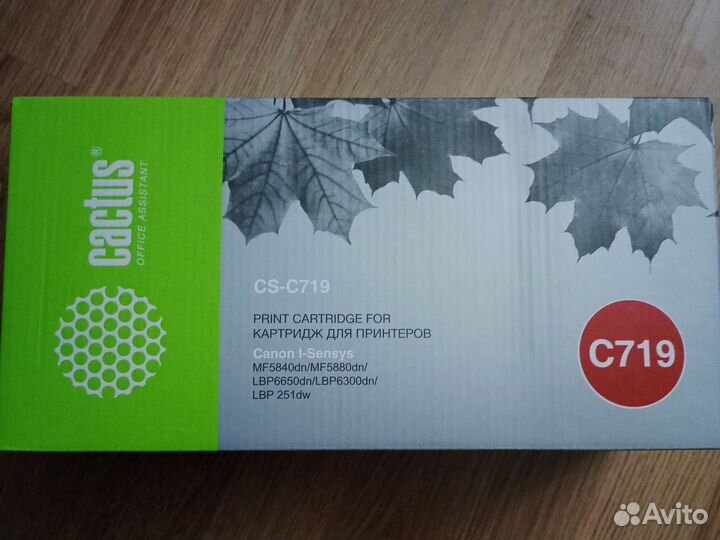 cactus®
OFFICE ASSISTANT
CS-C719
PRINT CARTRIDGE FOR
КАРТРИДЖ ДЛЯ ПРИНТЕРОВ
Canon I-Sensys
MF5840dn/MF5880dn/
LBP6650dn/LBP6300dn/
LBP 251dw
C719
Avito